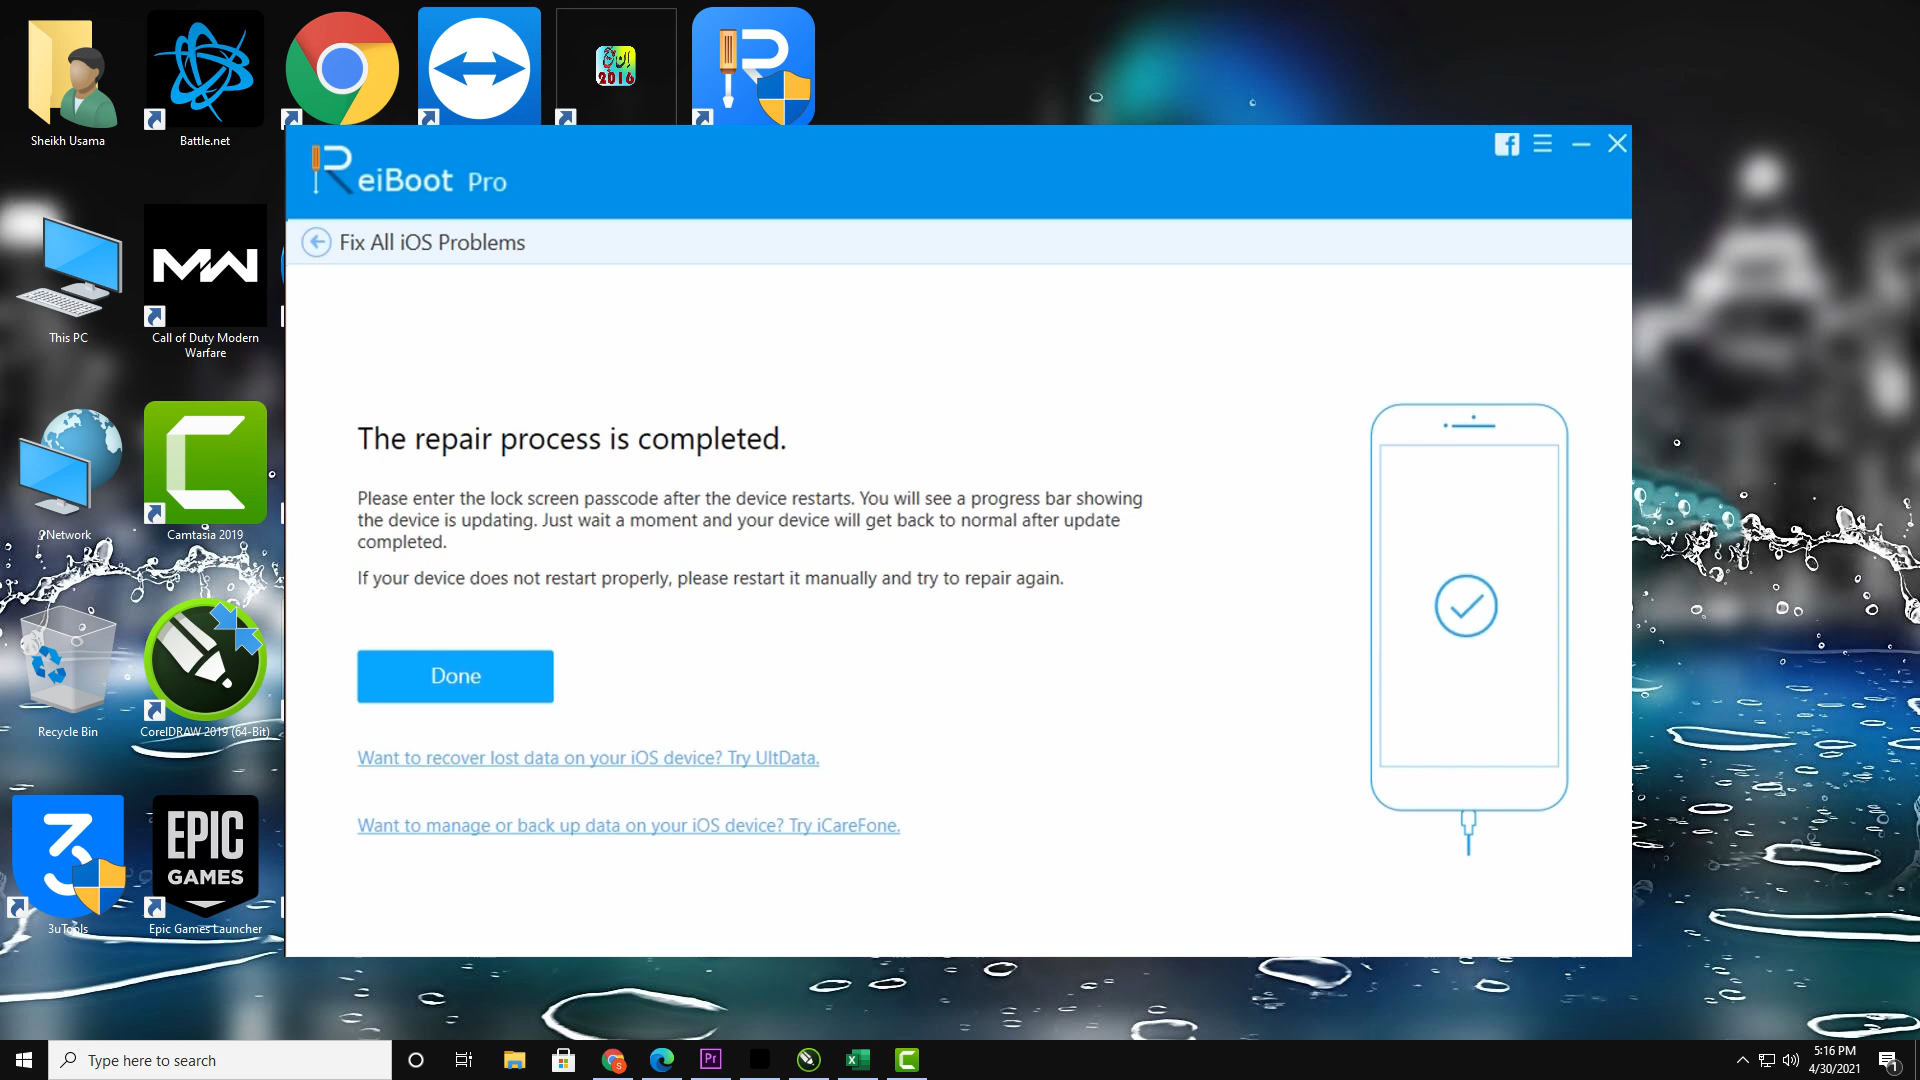 Sheikh Usama
Battle.net
2016
ReiBoot Pro
Fix All iOS Problems
MW
This PC
Call of Duty Modern
Warfare
The repair process is completed.
Please enter the lock screen passcode after the device restarts. You will see a progress bar showing
the device is updating. Just wait a moment and your device will get back to normal after update
completed.
If your device does not restart properly, please restart it manually and try to repair again.
Network
Camtasia 2019
Done
Recycle Bin
CorelDRAW 2019 (64-Bit)
Want to recover lost data on your iOS device? Try UltData.
Want to manage or back up data on your iOS device? Try iCareFone.
EPIC
GAMES
3uTools
Epic Games Launcher
Type here to search
Pr
5:16 PM
4/30/2021
1